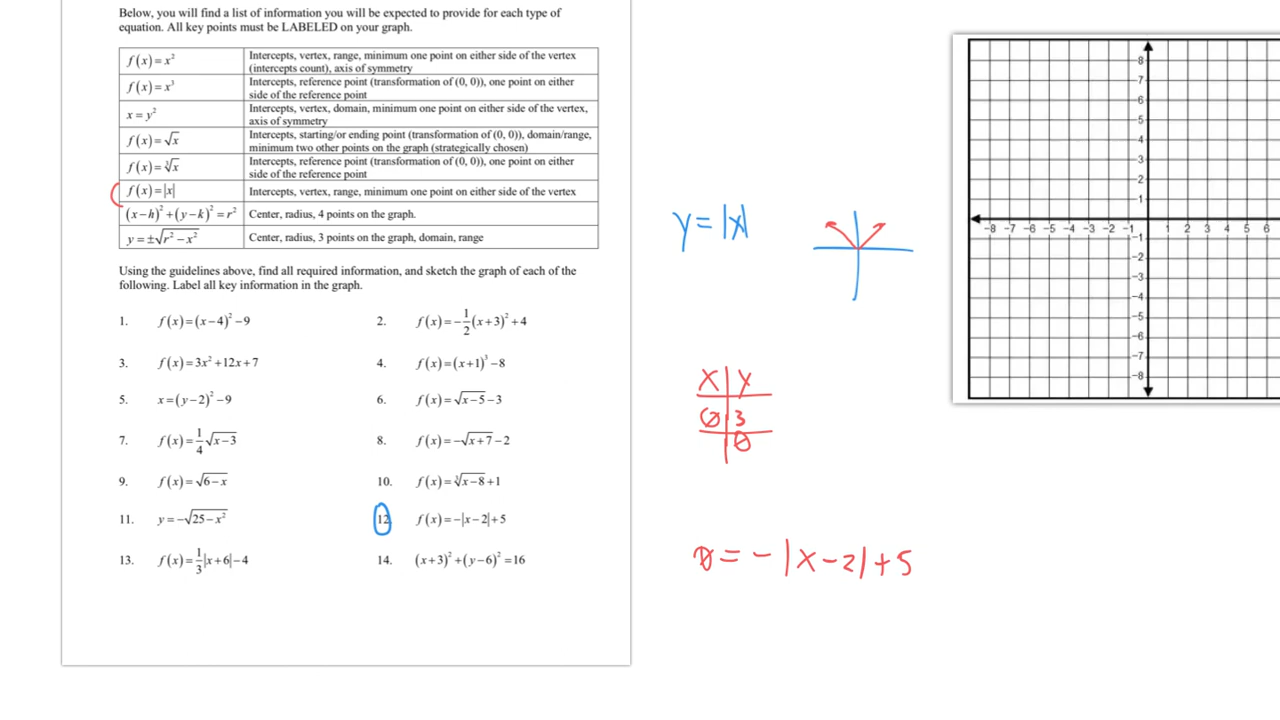 Below, you will find a list of information you will be expected to provide for each type of
equation. All key points must be LABELED on your graph.
f(x)=x² Intercepts, vertex, range, minimum one point on either side of the vertex
(intercepts count), axis of symmetry
f(x)=x³ Intercepts, reference point (transformation of (0, 0)), one point on either
side of the reference point
x=y² Intercepts, vertex, domain, minimum one point on either side of the vertex,
axis of symmetry
f(x)=√x Intercepts, starting/or ending point (transformation of (0, 0)), domain/range,
minimum two other points on the graph (strategically chosen)
f(x)=∛x Intercepts, reference point (transformation of (0, 0)), one point on either
side of the reference point
f(x)=|x| Intercepts, vertex, range, minimum one point on either side of the vertex
(x−h)²+(y−k)²=r² Center, radius, 4 points on the graph.
y=±√(r²−x²) Center, radius, 3 points on the graph, domain, range
Using the guidelines above, find all required information, and sketch the graph of each of the
following. Label all key information in the graph.
1. f(x)=(x−4)²−9
2. f(x)=−1/2(x+3)²+4
3. f(x)=3x²+12x+7
4. f(x)=(x+1)³−8
5. x=(y−2)²−9
6. f(x)=√(x−5)−3
7. f(x)=1/4√(x−3)
8. f(x)=−√(x+7)−2
9. f(x)=√(6−x)
10. f(x)=∛(x−8)+1
11. y=−√(25−x²)
12. f(x)=−|x−2|+5
13. f(x)=1/3|x+6|−4
14. (x+3)²+(y−6)²=16
y=|x|
x y
0 3
0
0=−|x−2|+5
8
7
6
5
4
3
2
1
−8 −7 −6 −5 −4 −3 −2 −1 1 2 3 4 5 6
−1
−2
−3
−4
−5
−6
−7
−8